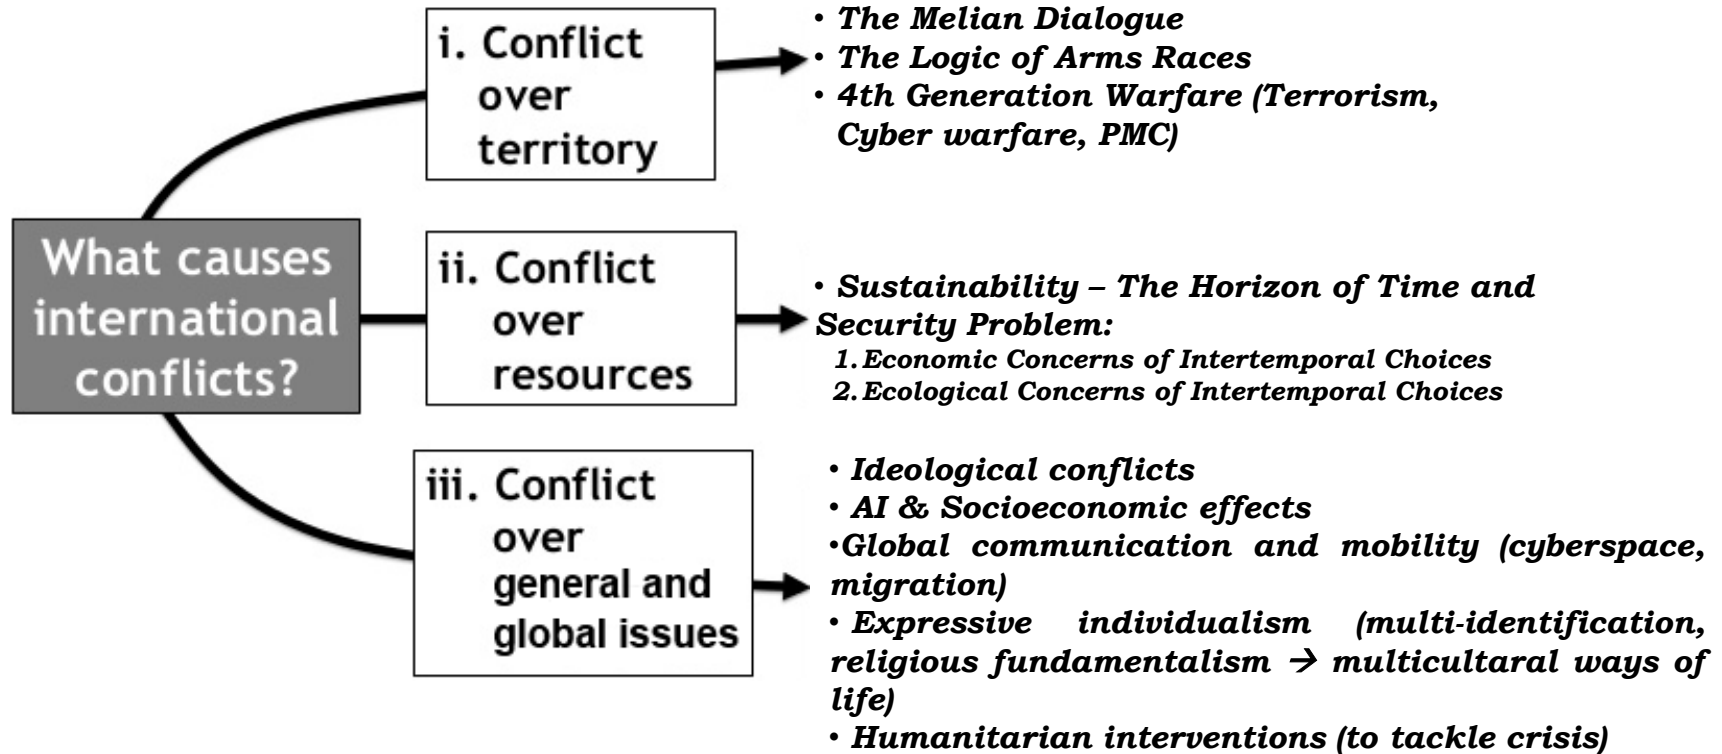 What causes
international
conflicts?
i. Conflict
over
territory
• The Melian Dialogue
• The Logic of Arms Races
• 4th Generation Warfare (Terrorism,
Cyber warfare, PMC)
ii. Conflict
over
resources
• Sustainability – The Horizon of Time and
Security Problem:
1. Economic Concerns of Intertemporal Choices
2. Ecological Concerns of Intertemporal Choices
iii. Conflict
over
general and
global issues
• Ideological conflicts
• AI & Socioeconomic effects
•Global communication and mobility (cyberspace,
migration)
• Expressive individualism (multi-identification,
religious fundamentalism → multicultaral ways of
life)
• Humanitarian interventions (to tackle crisis)